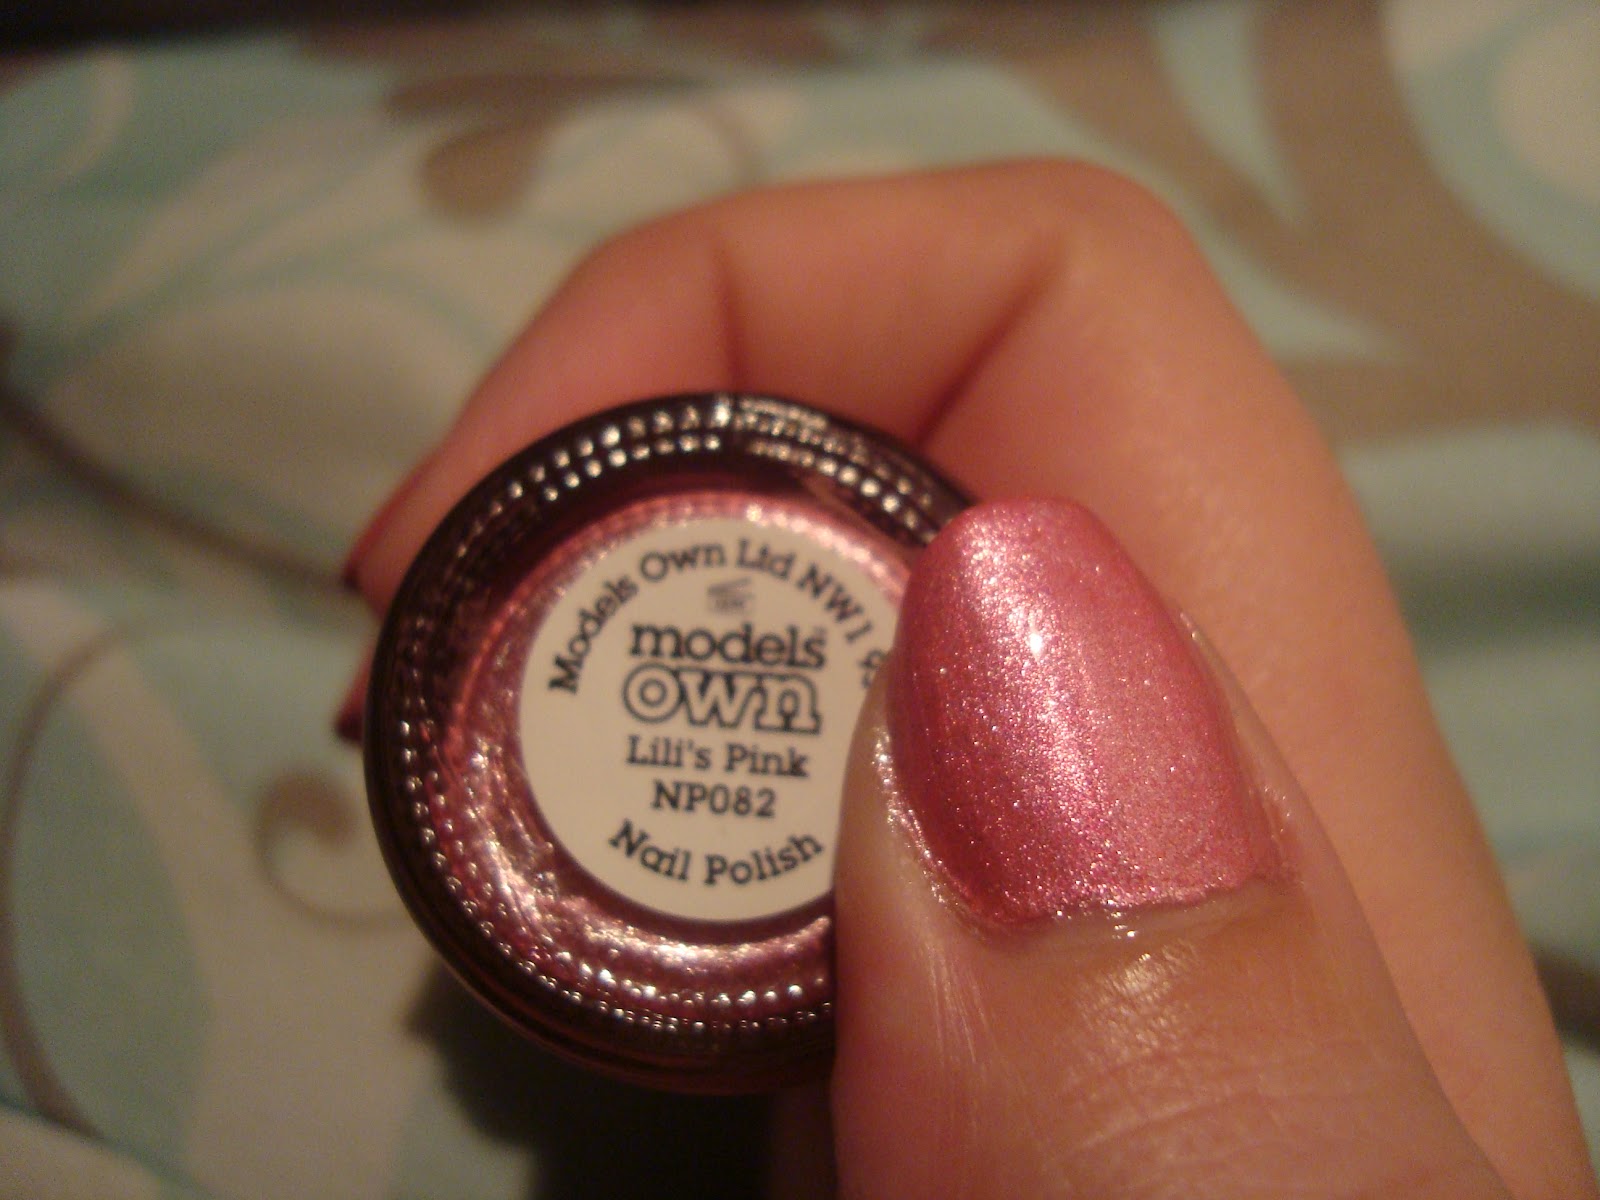 Models Own Ltd NW1
models
own
Lili's Pink
NP082
Nail Polish